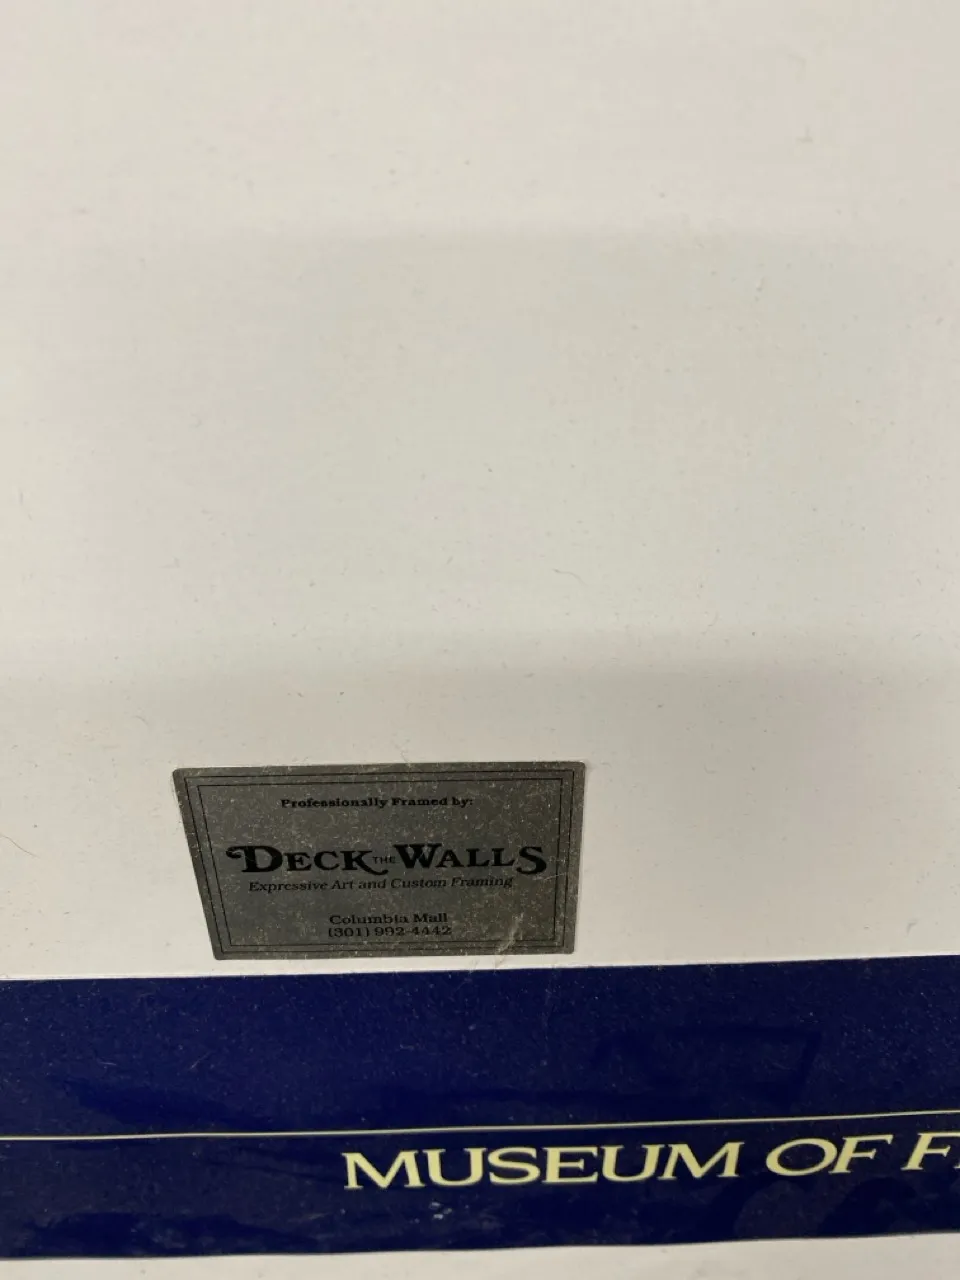 Professionally Framed by:
DECK THE WALLS
Expressive Art and Custom Framing
Columbia Mall
(301) 992-4442
MUSEUM OF